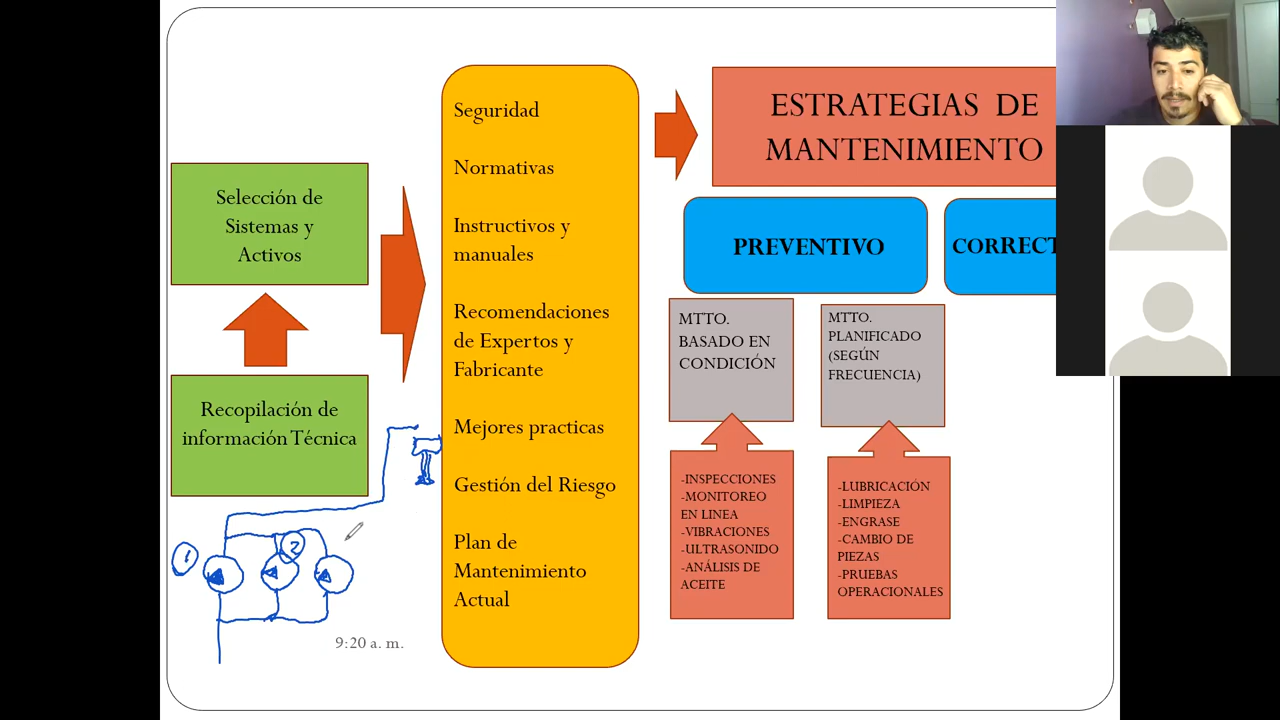 Selección de
Sistemas y
Activos
Recopilación de
información Técnica
1
2
9:20 a. m.
Seguridad
Normativas
Instructivos y
manuales
Recomendaciones
de Expertos y
Fabricante
Mejores practicas
Gestión del Riesgo
Plan de
Mantenimiento
Actual
ESTRATEGIAS DE
MANTENIMIENTO
PREVENTIVO
CORRECT
MTTO.
BASADO EN
CONDICIÓN
MTTO.
PLANIFICADO
(SEGÚN
FRECUENCIA)
-INSPECCIONES
-MONITOREO
EN LINEA
-VIBRACIONES
-ULTRASONIDO
-ANÁLISIS DE
ACEITE
-LUBRICACIÓN
-LIMPIEZA
-ENGRASE
-CAMBIO DE
PIEZAS
-PRUEBAS
OPERACIONALES